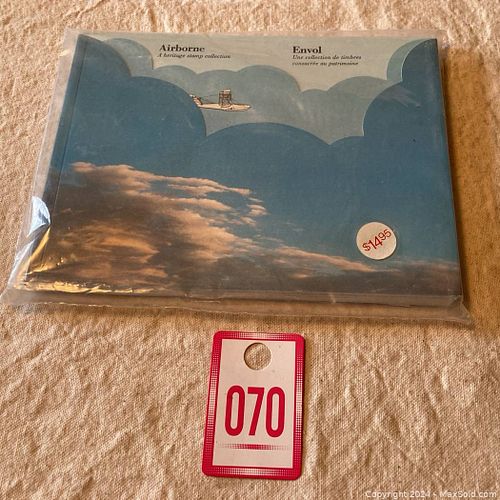 Airborne
A heritage stamp collection
Envol
Une collection de timbres
consacrée au patrimoine
$14.95
070
Copyright 2024 - MaxSold.com